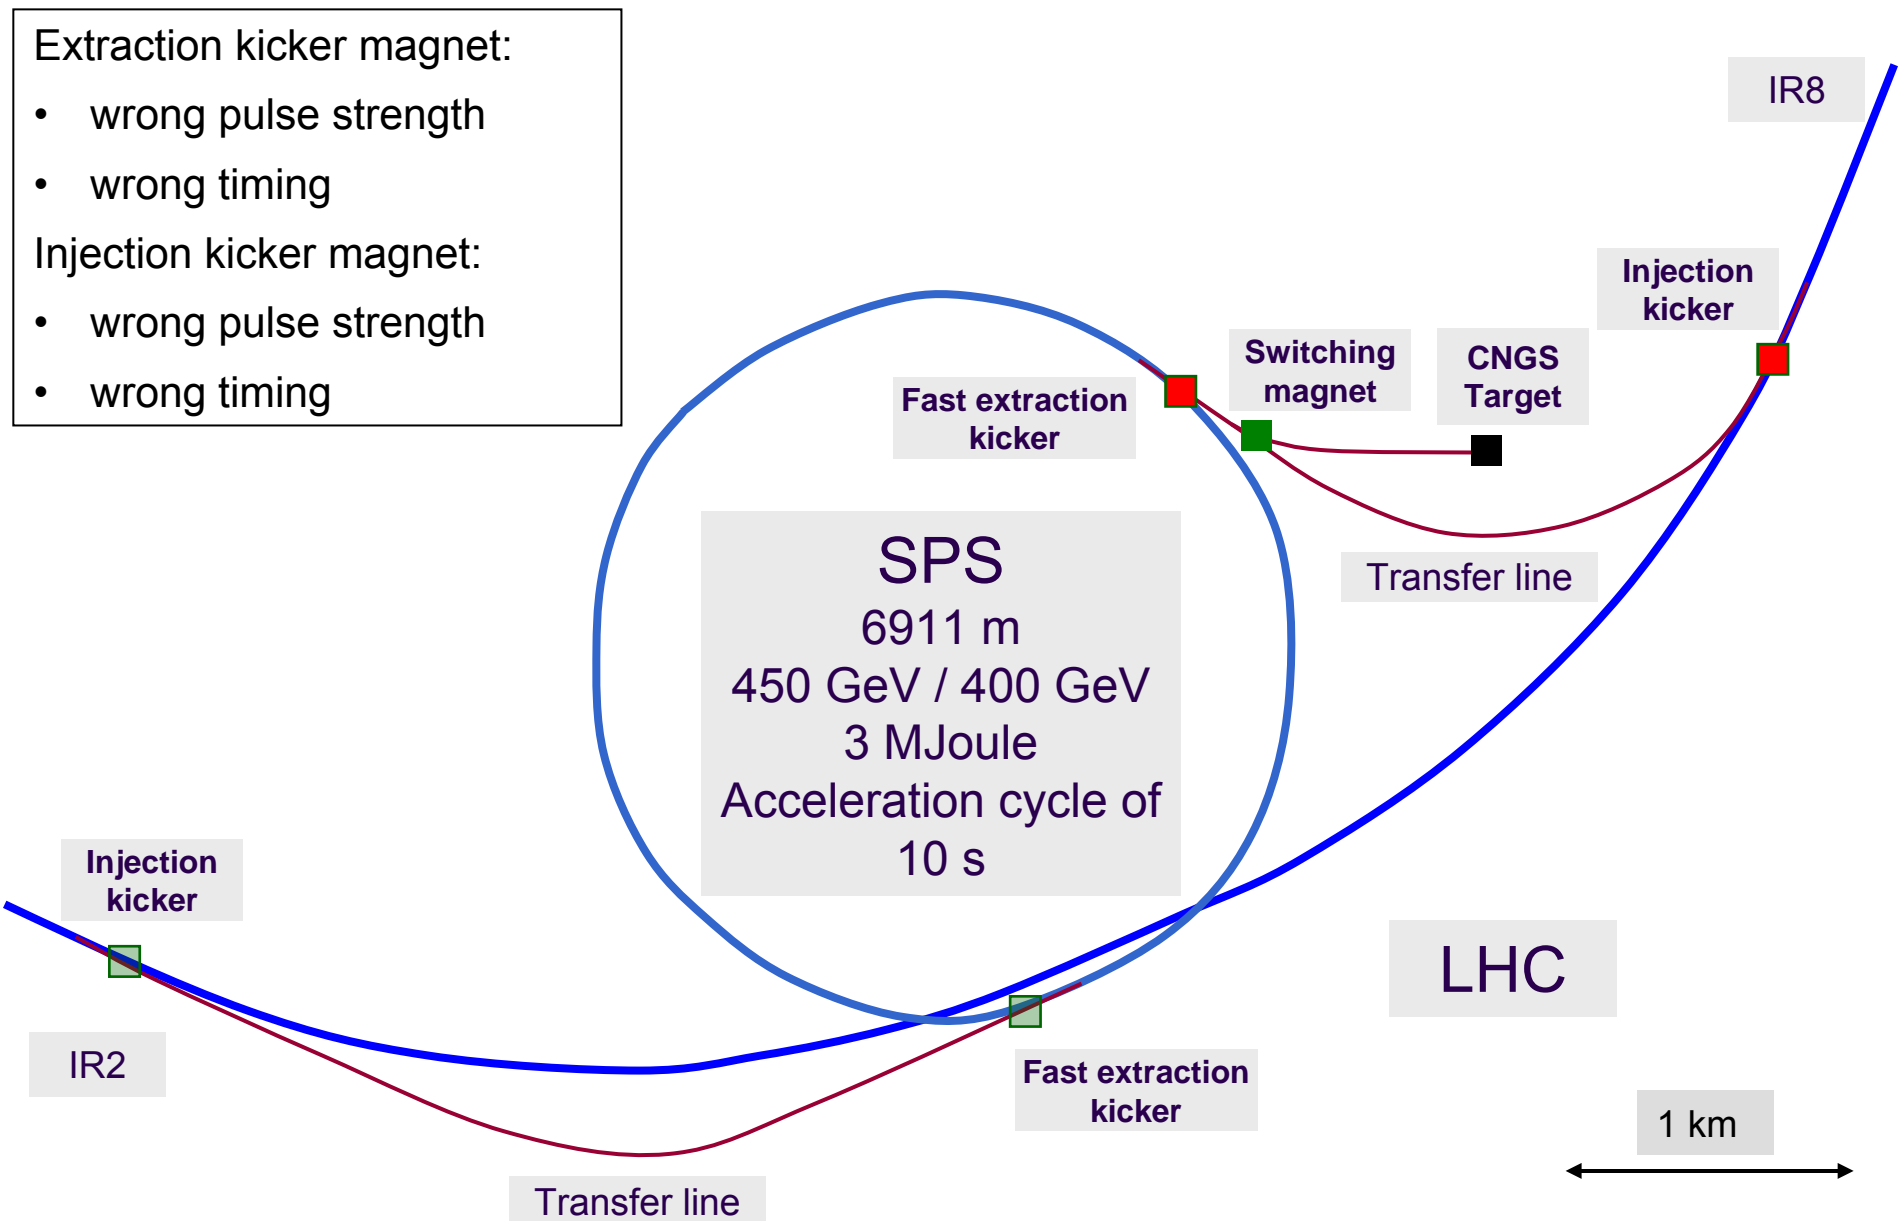 Extraction kicker magnet:
• wrong pulse strength
• wrong timing
Injection kicker magnet:
• wrong pulse strength
• wrong timing
IR8
Injection
kicker
Switching
magnet
CNGS
Target
Fast extraction
kicker
Transfer line
SPS
6911 m
450 GeV / 400 GeV
3 MJoule
Acceleration cycle of
10 s
Injection
kicker
LHC
IR2
Fast extraction
kicker
1 km
Transfer line